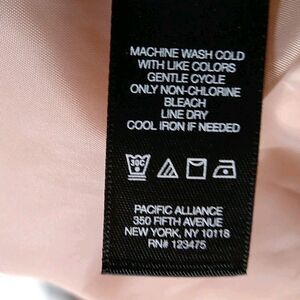 MACHINE WASH COLD
WITH LIKE COLORS
GENTLE CYCLE
ONLY NON-CHLORINE
BLEACH
LINE DRY
COOL IRON IF NEEDED
30C
PACIFIC ALLIANCE
350 FIFTH AVENUE
NEW YORK, NY 10118
RN# 123475